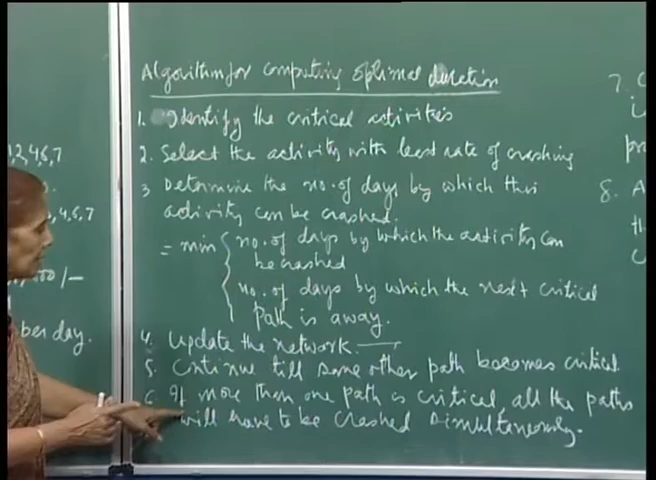 Algorithm for computing optimal duration
1. Identify the critical activities
2. Select the activity with least rate of crashing
3 Determine the no. of days by which this
activity can be crashed.
= min { no. of days by which the activity can
be crashed
no. of days by which the next critical
path is away.
4. Update the network.
5. Continue till some other path becomes critical.
6 If more than one path is critical, all the paths
will have to be crashed simultaneously.
1,2,4,6,7
,4,6,7
/-
per day.
7.
8. A